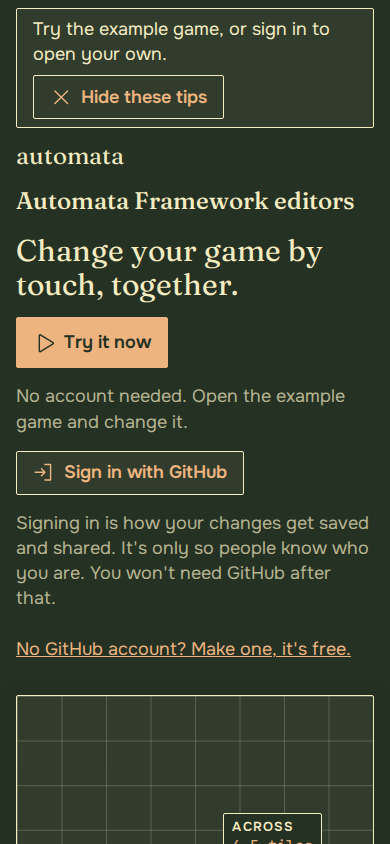 Try the example game, or sign in to
open your own.
Hide these tips
automata
Automata Framework editors
Change your game by
touch, together.
Try it now
No account needed. Open the example
game and change it.
Sign in with GitHub
Signing in is how your changes get saved
and shared. It's only so people know who
you are. You won't need GitHub after
that.
No GitHub account? Make one, it's free.
ACROSS